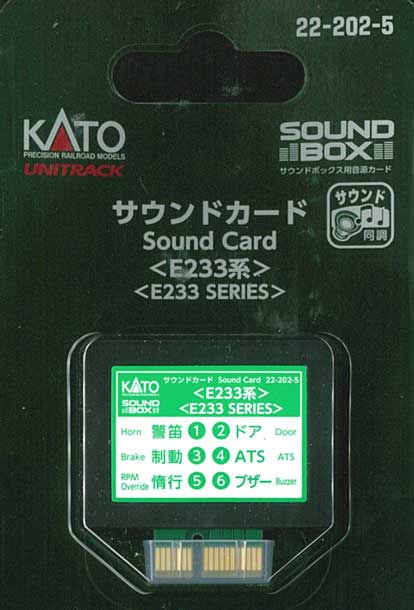 22-202-5
KATO
PRECISION RAILROAD MODELS
UNITRACK
SOUND
BOX
サウンドボックス用音源カード
サウンドカード
Sound Card
サウンド
同調
<E233系>
<E233 SERIES>
KATO サウンドカード Sound Card 22-202-5
SOUND BOX <E233系>
<E233 SERIES>
Horn 警笛 1 2 ドア Door
Brake 制動 3 4 ATS ATS
RPM Override 惰行 5 6 ブザー Buzzer